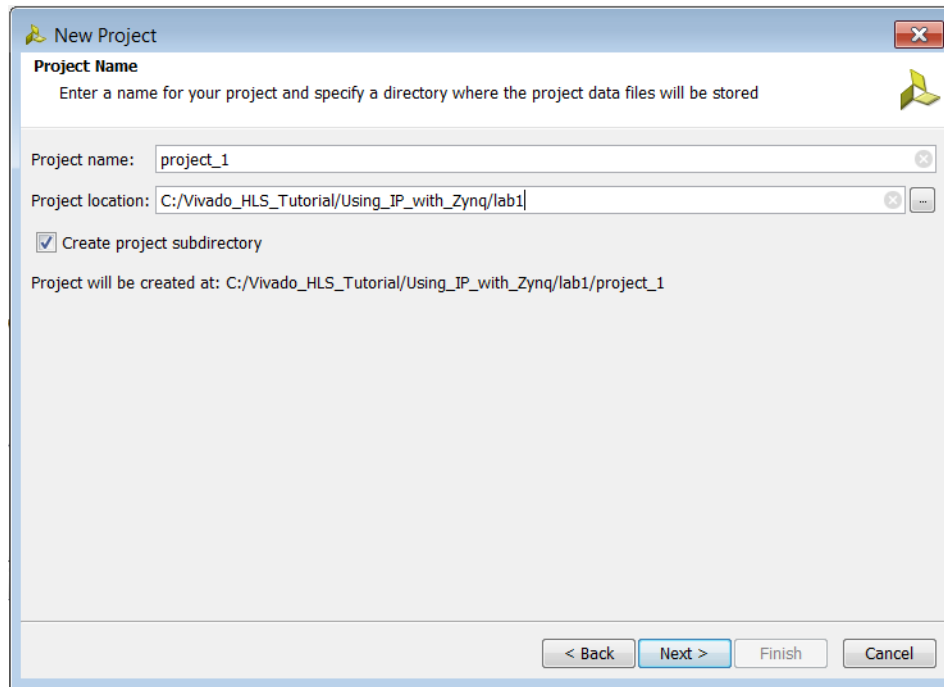 New Project
Project Name
Enter a name for your project and specify a directory where the project data files will be stored
Project name: project_1
Project location: C:/Vivado_HLS_Tutorial/Using_IP_with_Zynq/lab1 ...
Create project subdirectory
Project will be created at: C:/Vivado_HLS_Tutorial/Using_IP_with_Zynq/lab1/project_1
< Back Next > Finish Cancel